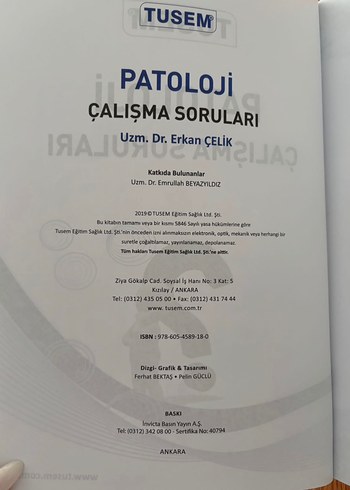 TUSEM
PATOLOJİ
ÇALIŞMA SORULARI
Uzm. Dr. Erkan ÇELİK
Katkıda Bulunanlar
Uzm. Dr. Emrullah BEYAZYILDIZ
2019 © TUSEM Eğitim Sağlık Ltd. Şti.
Bu kitabın tamamı veya bir kısmı 5846 Sayılı yasa hükümlerine göre
Tusem Eğitim Sağlık Ltd. Şti.'nin önceden izni alınmaksızın elektronik, optik, mekanik veya herhangi bir
suretle çoğaltılamaz, yayınlanamaz, depolanamaz.
Tüm hakları Tusem Eğitim Sağlık Ltd. Şti.'ne aittir.
Ziya Gökalp Cad. Soysal İş Hanı No: 3 Kat: 5
Kızılay / ANKARA
Tel: (0312) 435 05 00 • Fax: (0312) 431 74 44
www. tusem.com.tr
ISBN : 978-605-4589-18-0
Dizgi- Grafik & Tasarımı
Ferhat BEKTAŞ • Pelin GÜÇLÜ
BASKI
İnvicta Basın Yayın A.Ş.
Tel: (0312) 342 08 00 - Sertifika No: 40794
ANKARA